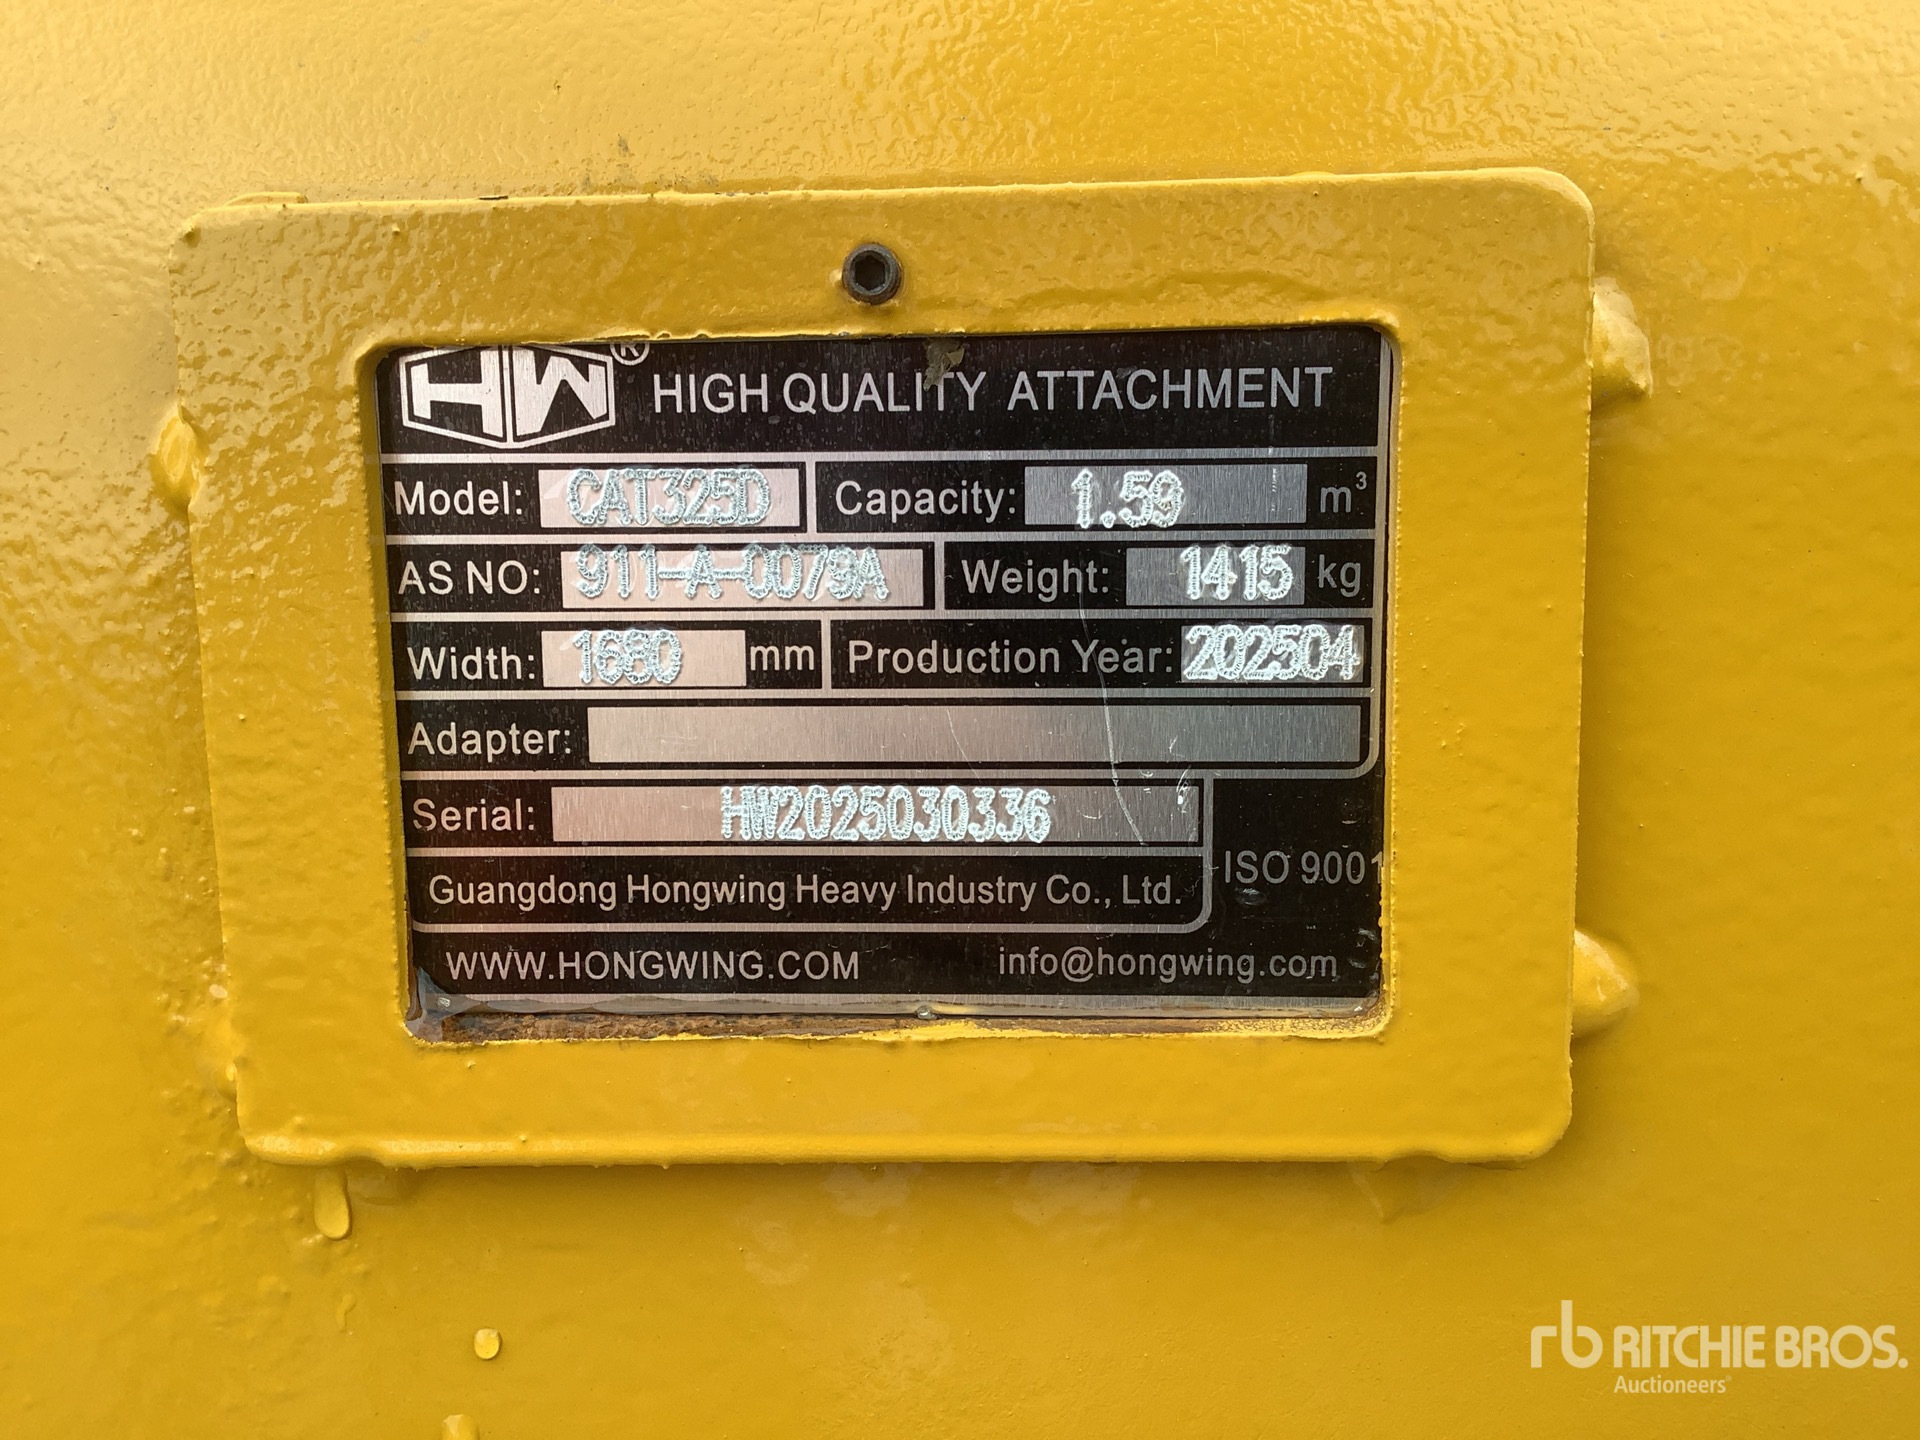 HW® HIGH QUALITY ATTACHMENT
Model: CAT325D Capacity: 1.59 m³
AS NO: 911-A-0079A Weight: 1415 kg
Width: 1680 mm Production Year: 202504
Adapter:
Serial: HW2025030336
ISO 9001
Guangdong Hongwing Heavy Industry Co., Ltd.
WWW.HONGWING.COM info@hongwing.com
rb RITCHIE BROS.
Auctioneers